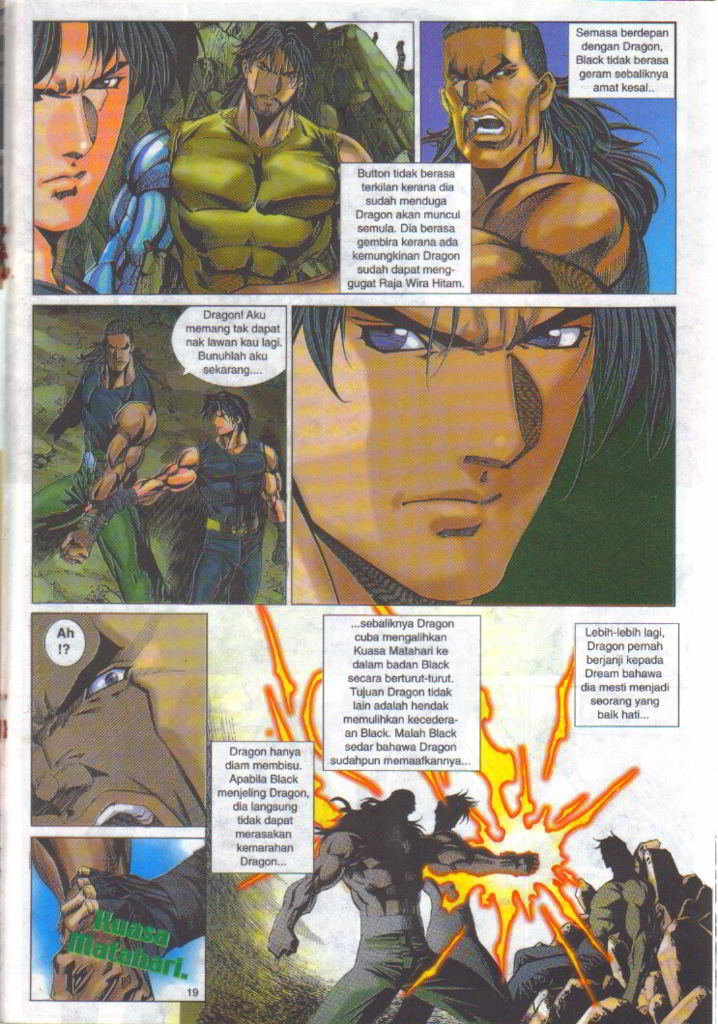 Button tidak berasa
terkilan kerana dia
sudah menduga
Dragon akan muncul
semula. Dia berasa
gembira kerana ada
kemungkinan Dragon
sudah dapat meng-
gugat Raja Wira Hitam.
Semasa berdepan
dengan Dragon,
Black tidak berasa
geram sebaliknya
amat kesal..
Dragon! Aku
memang tak dapat
nak lawan kau lagi.
Bunuhlah aku
sekarang....
Ah
!?
Dragon hanya
diam membisu.
Apabila Black
menjeling Dragon,
dia langsung
tidak dapat
merasakan
kemarahan
Dragon...
...sebaliknya Dragon
cuba mengalihkan
Kuasa Matahari ke
dalam badan Black
secara berturut-turut.
Tujuan Dragon tidak
lain adalah hendak
memulihkan kecedera-
an Black. Malah Black
sedar bahawa Dragon
sudahpun memaafkannya...
Lebih-lebih lagi,
Dragon pernah
berjanji kepada
Dream bahawa
dia mesti menjadi
seorang yang
baik hati...
Kuasa
Matahari.
19